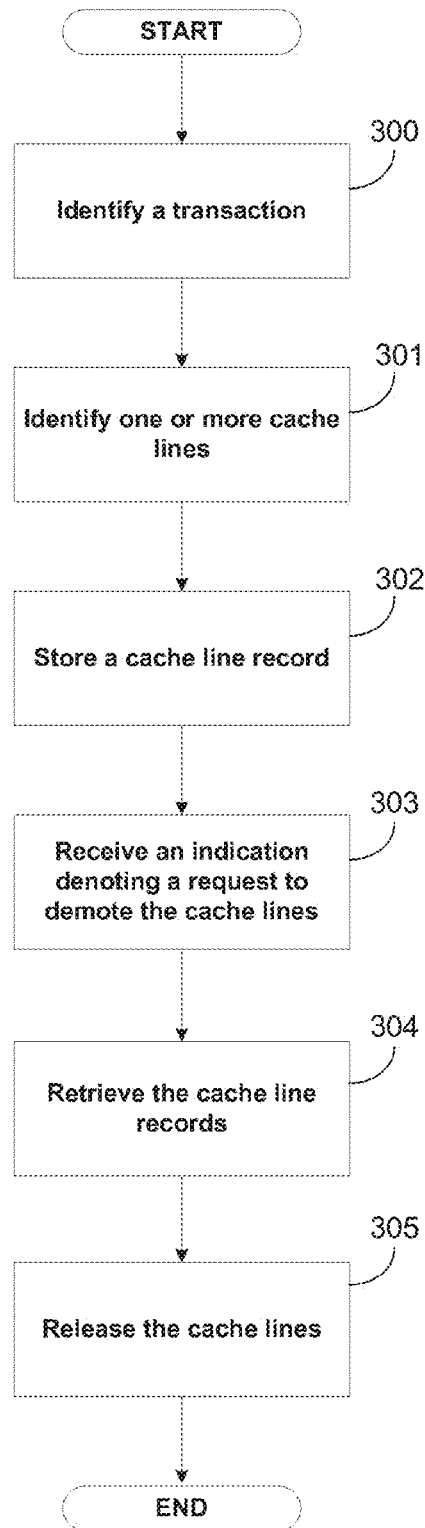 START
300
Identify a transaction
301
Identify one or more cache
lines
302
Store a cache line record
303
Receive an indication
denoting a request to
demote the cache lines
304
Retrieve the cache line
records
305
Release the cache lines
END